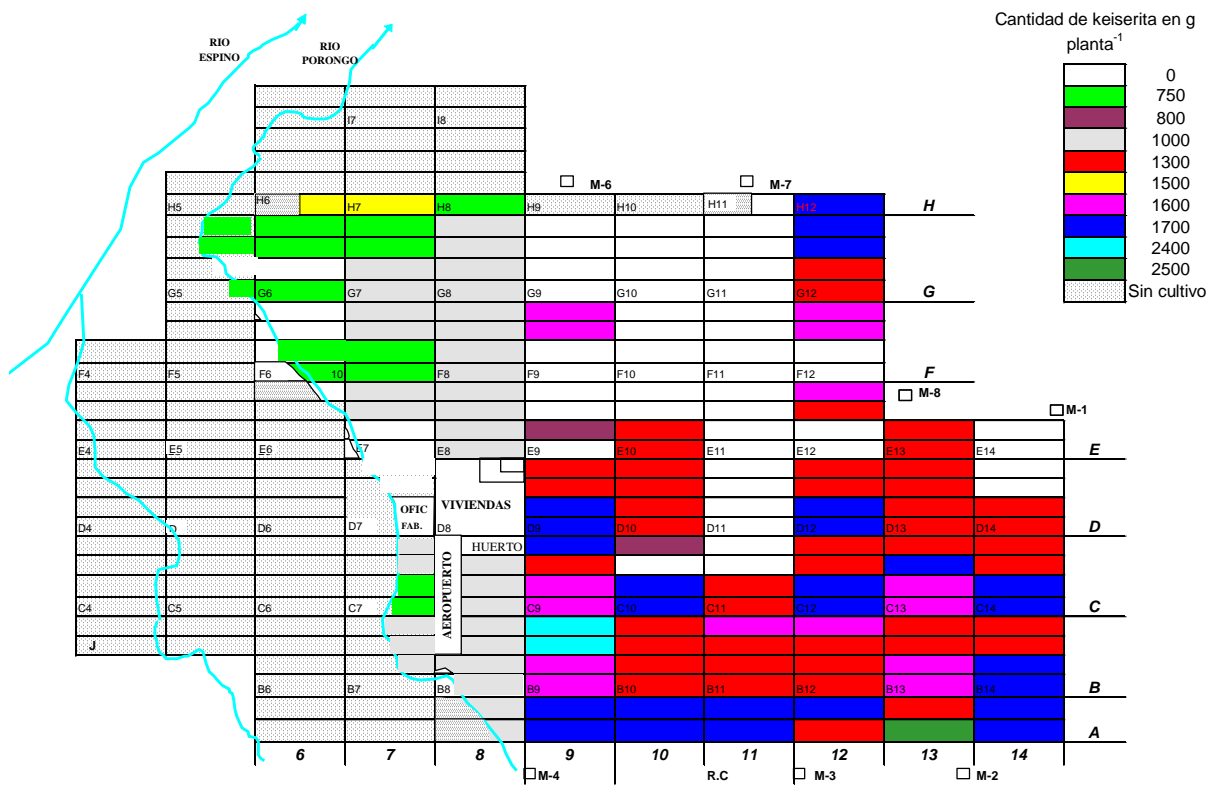 Cantidad de keiserita en g
planta-1
0
750
800
1000
1300
1500
1600
1700
2400
2500
Sin cultivo
RIO
ESPINO
RIO
PORONGO
I7 I8
M-6 M-7
H5 H6 H7 H8 H9 H10 H11 H12 H
G5 G6 G7 G8 G9 G10 G11 G12 G
F4 F5 F6 10 F8 F9 F10 F11 F12 F
M-8
M-1
E4 E5 E6 E7 E8 E9 E10 E11 E12 E13 E14 E
OFIC
FAB.
VIVIENDAS
D4 D D6 D7 D8 D9 D10 D11 D12 D13 D14 D
HUERTO
AEROPUERTO
C4 C5 C6 C7 C9 C10 C11 C12 C13 C14 C
J
B6 B7 B8 B9 B10 B11 B12 B13 B14 B
A
6 7 8 9 10 11 12 13 14
M-4 R.C M-3 M-2